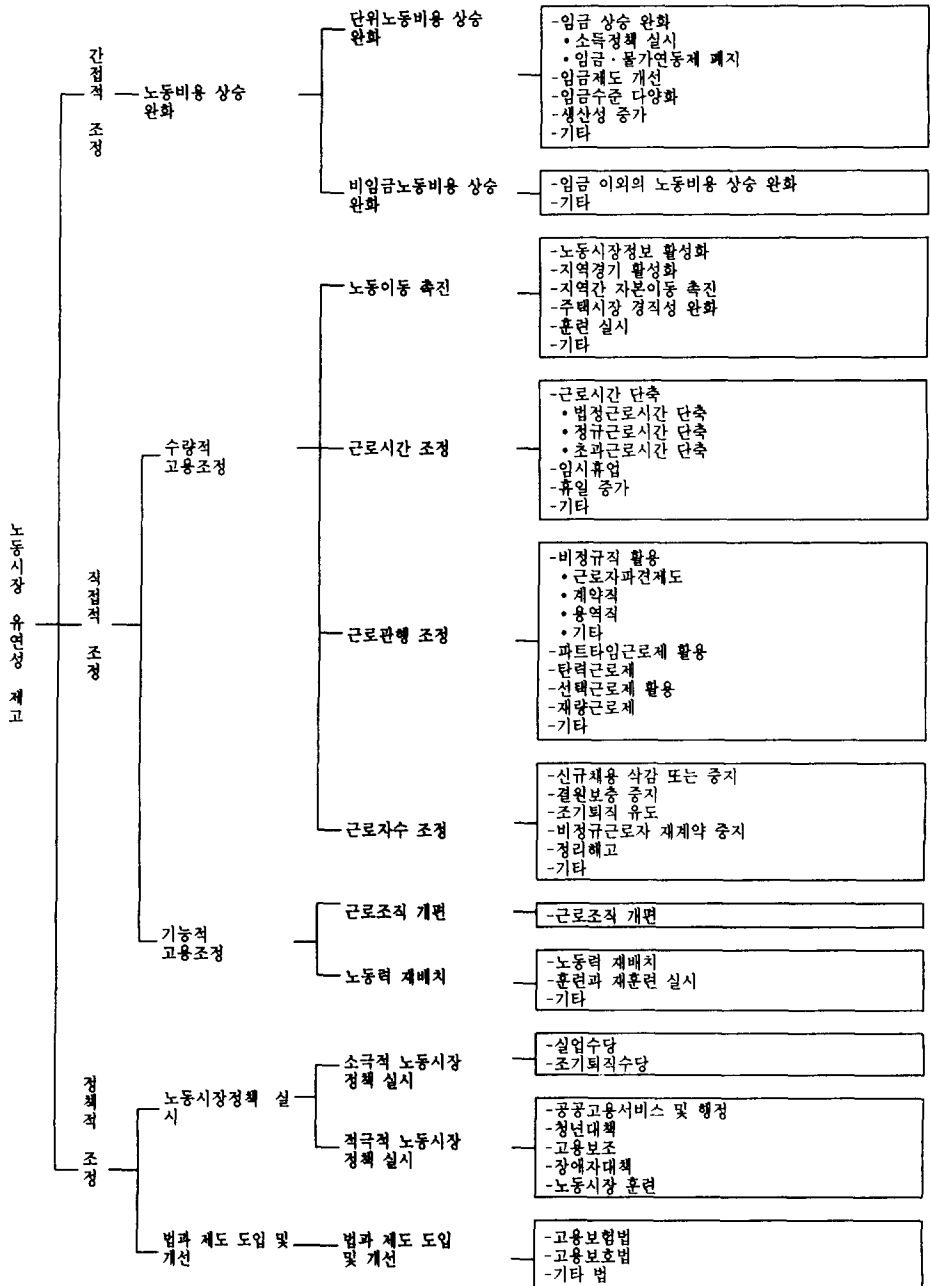 노동시장 유연성 제고
간접적 조정
노동비용 상승
완화
단위노동비용 상승
완화
-임금 상승 완화
• 소득정책 실시
• 임금·물가연동제 폐지
-임금제도 개선
-임금수준 다양화
-생산성 증가
-기타
비임금노동비용 상승
완화
-임금 이외의 노동비용 상승 완화
-기타
직접적 조정
수량적
고용조정
노동이동 촉진
-노동시장정보 활성화
-지역경기 활성화
-지역간 자본이동 촉진
-주택시장 경직성 완화
-훈련 실시
-기타
근로시간 조정
-근로시간 단축
• 법정근로시간 단축
• 정규근로시간 단축
• 초과근로시간 단축
-임시휴업
-휴일 증가
-기타
근로관행 조정
-비정규직 활용
• 근로자파견제도
• 계약직
• 용역직
• 기타
-파트타임근로제 활용
-탄력근로제
-선택근로제 활용
-재량근로제
-기타
근로자수 조정
-신규채용 삭감 또는 중지
-결원보충 중지
-조기퇴직 유도
-비정규근로자 재계약 중지
-정리해고
-기타
기능적
고용조정
근로조직 개편
-근로조직 개편
노동력 재배치
-노동력 재배치
-훈련과 재훈련 실시
-기타
정책적 조정
노동시장정책 실
시
소극적 노동시장
정책 실시
-실업수당
-조기퇴직수당
적극적 노동시장
정책 실시
-공공고용서비스 및 행정
-청년대책
-고용보조
-장애자대책
-노동시장 훈련
법과 제도 도입 및
개선
법과 제도 도입
및 개선
-고용보험법
-고용보호법
-기타 법